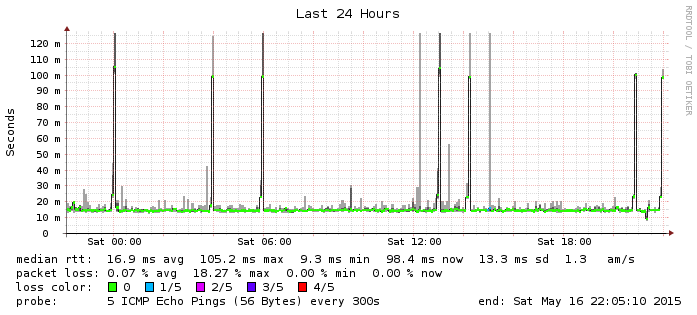 Last 24 Hours
RRDTOOL / TOBI OETIKER
Seconds
120 m
110 m
100 m
90 m
80 m
70 m
60 m
50 m
40 m
30 m
20 m
10 m
0
Sat 00:00 Sat 06:00 Sat 12:00 Sat 18:00
median rtt: 16.9 ms avg 105.2 ms max 9.3 ms min 98.4 ms now 13.3 ms sd 1.3 am/s
packet loss: 0.07 % avg 18.27 % max 0.00 % min 0.00 % now
loss color: 0 1/5 2/5 3/5 4/5
probe: 5 ICMP Echo Pings (56 Bytes) every 300s end: Sat May 16 22:05:10 2015